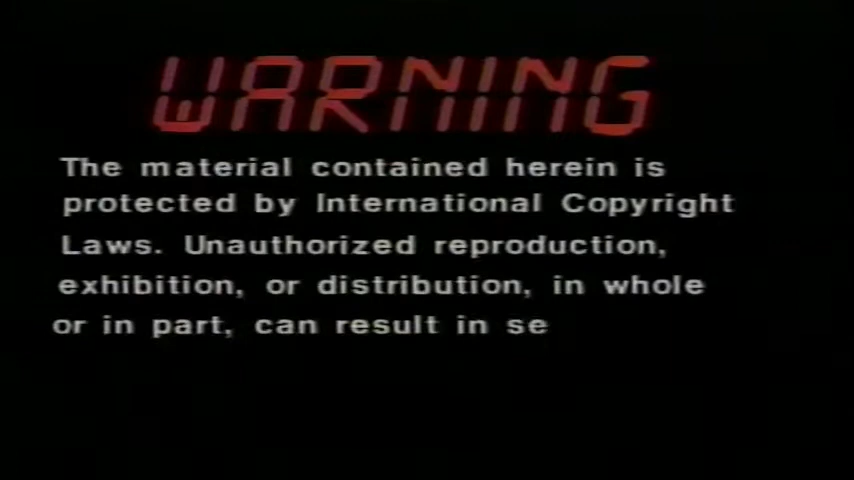 WARNING
The material contained herein is
protected by International Copyright
Laws. Unauthorized reproduction,
exhibition, or distribution, in whole
or in part, can result in se